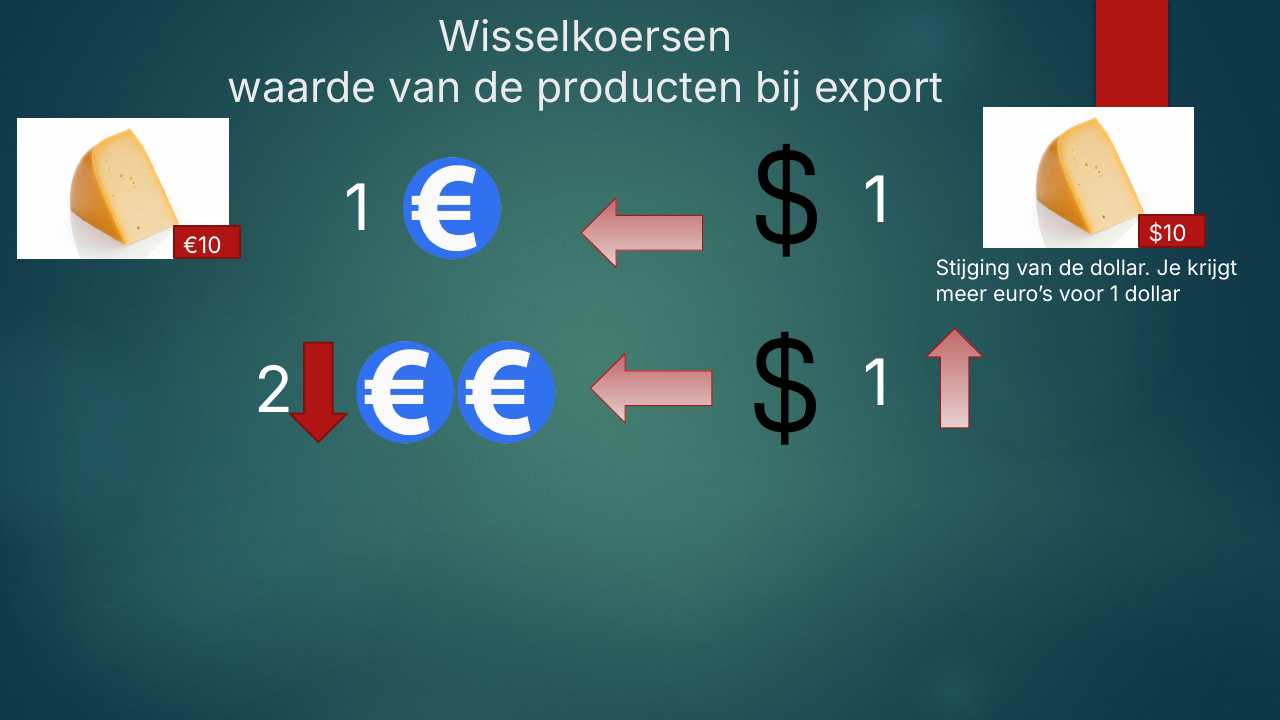 Wisselkoersen
waarde van de producten bij export
€10
1 €
$ 1
$10
Stijging van de dollar. Je krijgt
meer euro’s voor 1 dollar
2 € €
$ 1